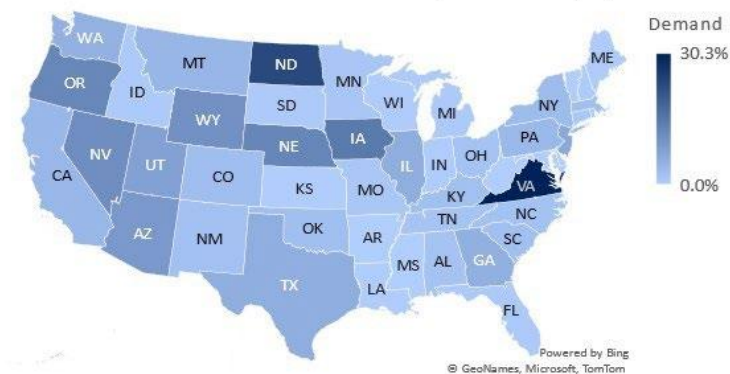 Demand
30.3%
0.0%
WA
MT
ND
MN
ME
OR
ID
SD
WI
MI
NY
WY
IA
PA
NE
NV
UT
IL
IN
OH
CA
CO
KS
MO
KY
VA
TN
NC
AZ
NM
OK
AR
SC
MS
AL
GA
TX
LA
FL
Powered by Bing
© GeoNames, Microsoft, TomTom